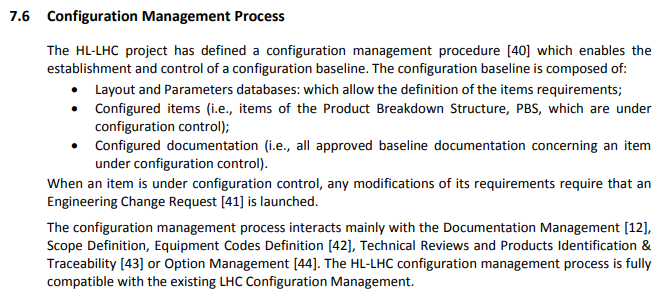 7.6 Configuration Management Process
The HL-LHC project has defined a configuration management procedure [40] which enables the
establishment and control of a configuration baseline. The configuration baseline is composed of:
• Layout and Parameters databases: which allow the definition of the items requirements;
• Configured items (i.e., items of the Product Breakdown Structure, PBS, which are under
configuration control);
• Configured documentation (i.e., all approved baseline documentation concerning an item
under configuration control).
When an item is under configuration control, any modifications of its requirements require that an
Engineering Change Request [41] is launched.
The configuration management process interacts mainly with the Documentation Management [12],
Scope Definition, Equipment Codes Definition [42], Technical Reviews and Products Identification &
Traceability [43] or Option Management [44]. The HL-LHC configuration management process is fully
compatible with the existing LHC Configuration Management.